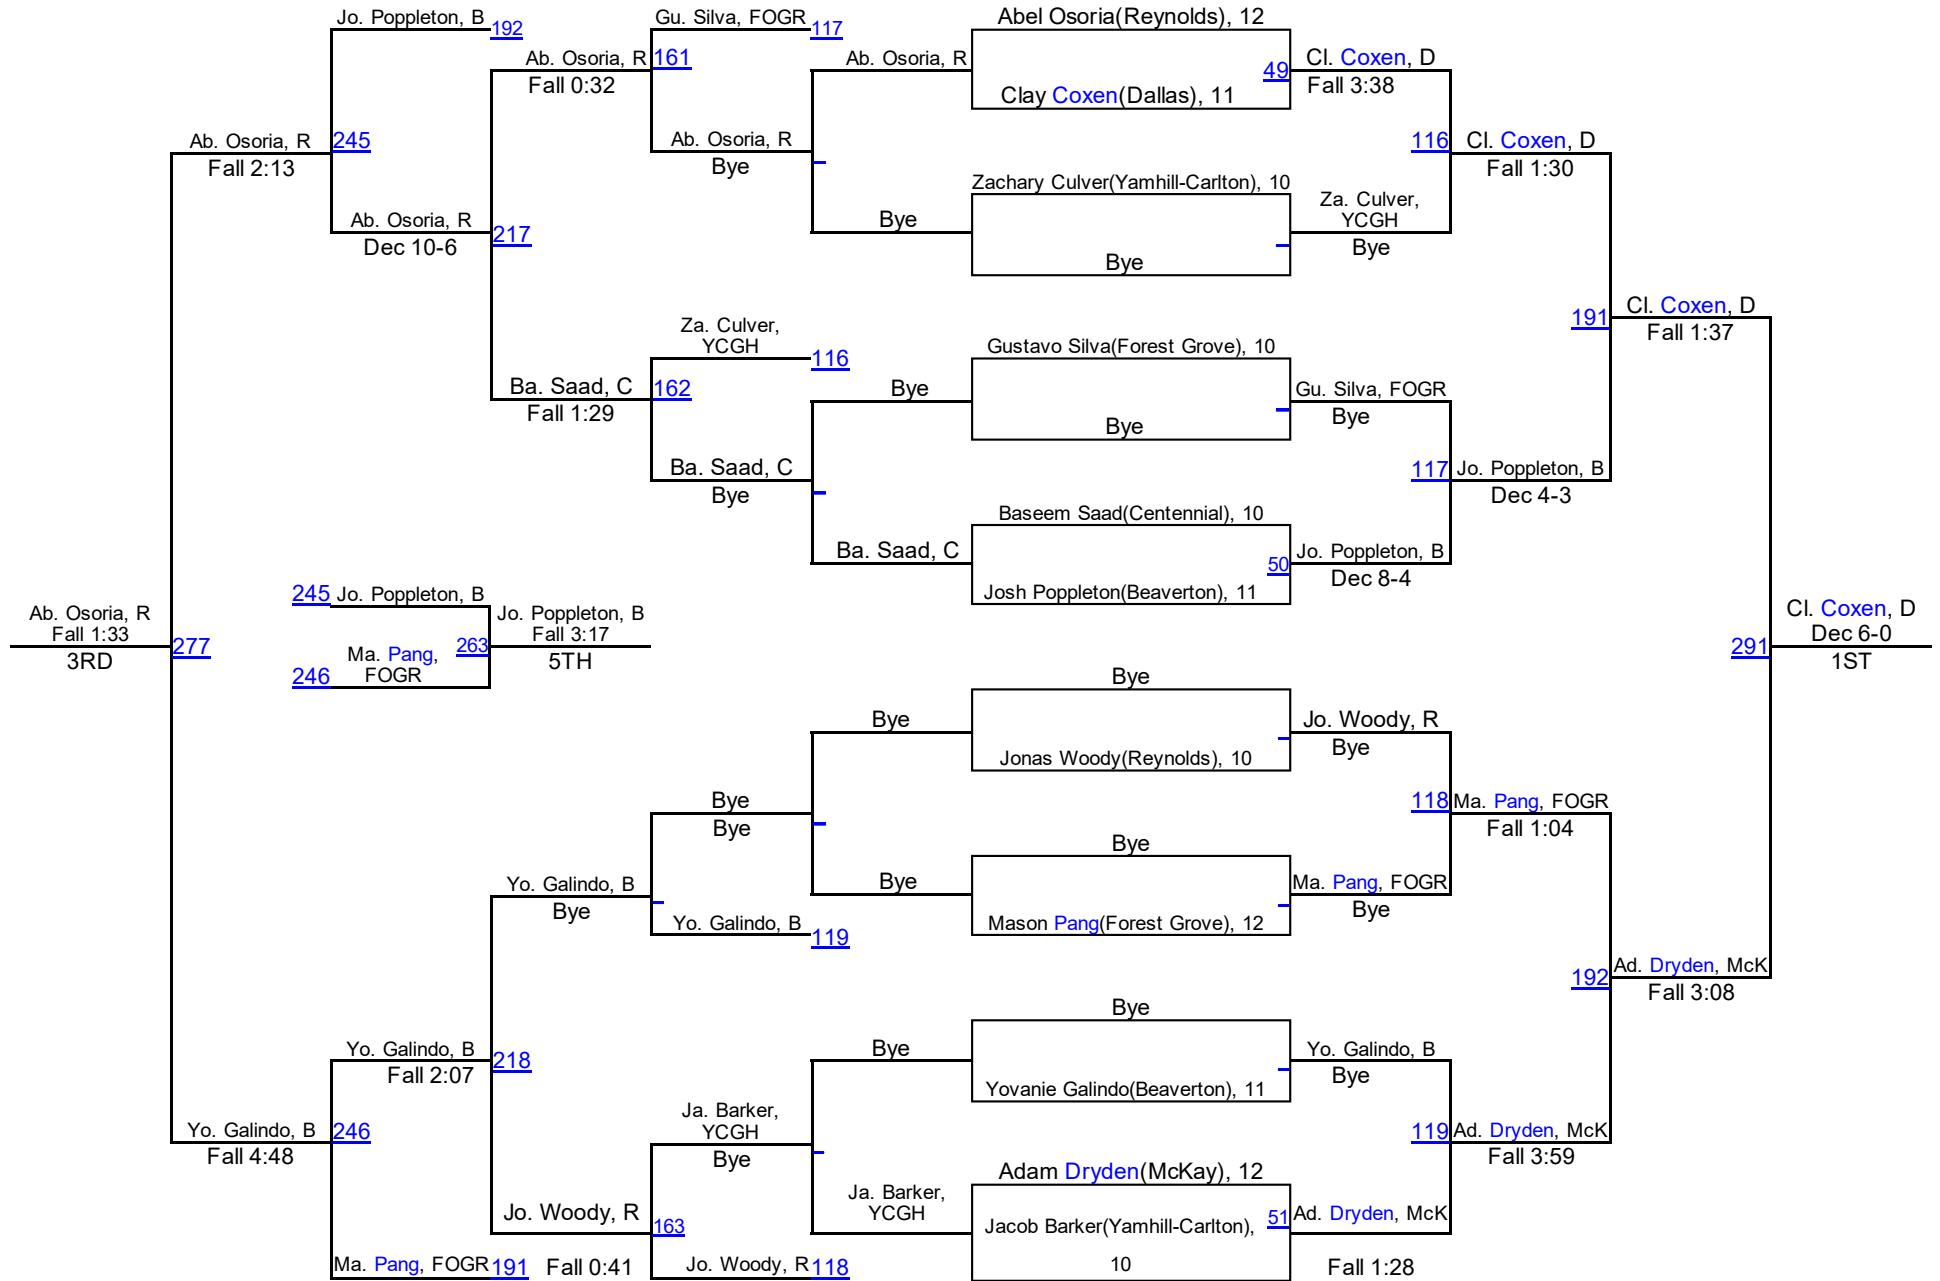 Jo. Poppleton, B
192
Gu. Silva, FOGR
117
Abel Osoria(Reynolds), 12
Ab. Osoria, R
161
Fall 0:32
Ab. Osoria, R
49
Cl. Coxen, D
Fall 3:38
Clay Coxen(Dallas), 11
Ab. Osoria, R
245
Fall 2:13
Ab. Osoria, R
Bye
116
Cl. Coxen, D
Fall 1:30
Zachary Culver(Yamhill-Carlton), 10
Ab. Osoria, R
217
Dec 10-6
Bye
Za. Culver,
YCGH
Bye
Bye
Cl. Coxen, D
191
Fall 1:37
Za. Culver,
YCGH
116
Gustavo Silva(Forest Grove), 10
Ba. Saad, C
162
Fall 1:29
Bye
Gu. Silva, FOGR
Bye
Bye
Ba. Saad, C
Bye
117
Jo. Poppleton, B
Dec 4-3
Baseem Saad(Centennial), 10
Ba. Saad, C
50
Jo. Poppleton, B
Dec 8-4
Josh Poppleton(Beaverton), 11
245
Jo. Poppleton, B
Ab. Osoria, R
Fall 1:33
277
3RD
Jo. Poppleton, B
Fall 3:17
263
5TH
Ma. Pang,
FOGR
246
Cl. Coxen, D
Dec 6-0
291
1ST
Bye
Bye
Jo. Woody, R
Bye
Jonas Woody(Reynolds), 10
Bye
Bye
118
Ma. Pang, FOGR
Fall 1:04
Bye
Yo. Galindo, B
Bye
Bye
Ma. Pang, FOGR
Bye
Yo. Galindo, B
119
Mason Pang(Forest Grove), 12
192
Ad. Dryden, McK
Fall 3:08
Bye
Yo. Galindo, B
218
Fall 2:07
Bye
Yo. Galindo, B
Bye
Yovanie Galindo(Beaverton), 11
Ja. Barker,
YCGH
Bye
Yo. Galindo, B
246
Fall 4:48
119
Ad. Dryden, McK
Fall 3:59
Adam Dryden(McKay), 12
Ja. Barker,
YCGH
Jo. Woody, R
163
Jacob Barker(Yamhill-Carlton),
10
51
Ad. Dryden, McK
Ma. Pang, FOGR
191
Fall 0:41
Jo. Woody, R
118
Fall 1:28